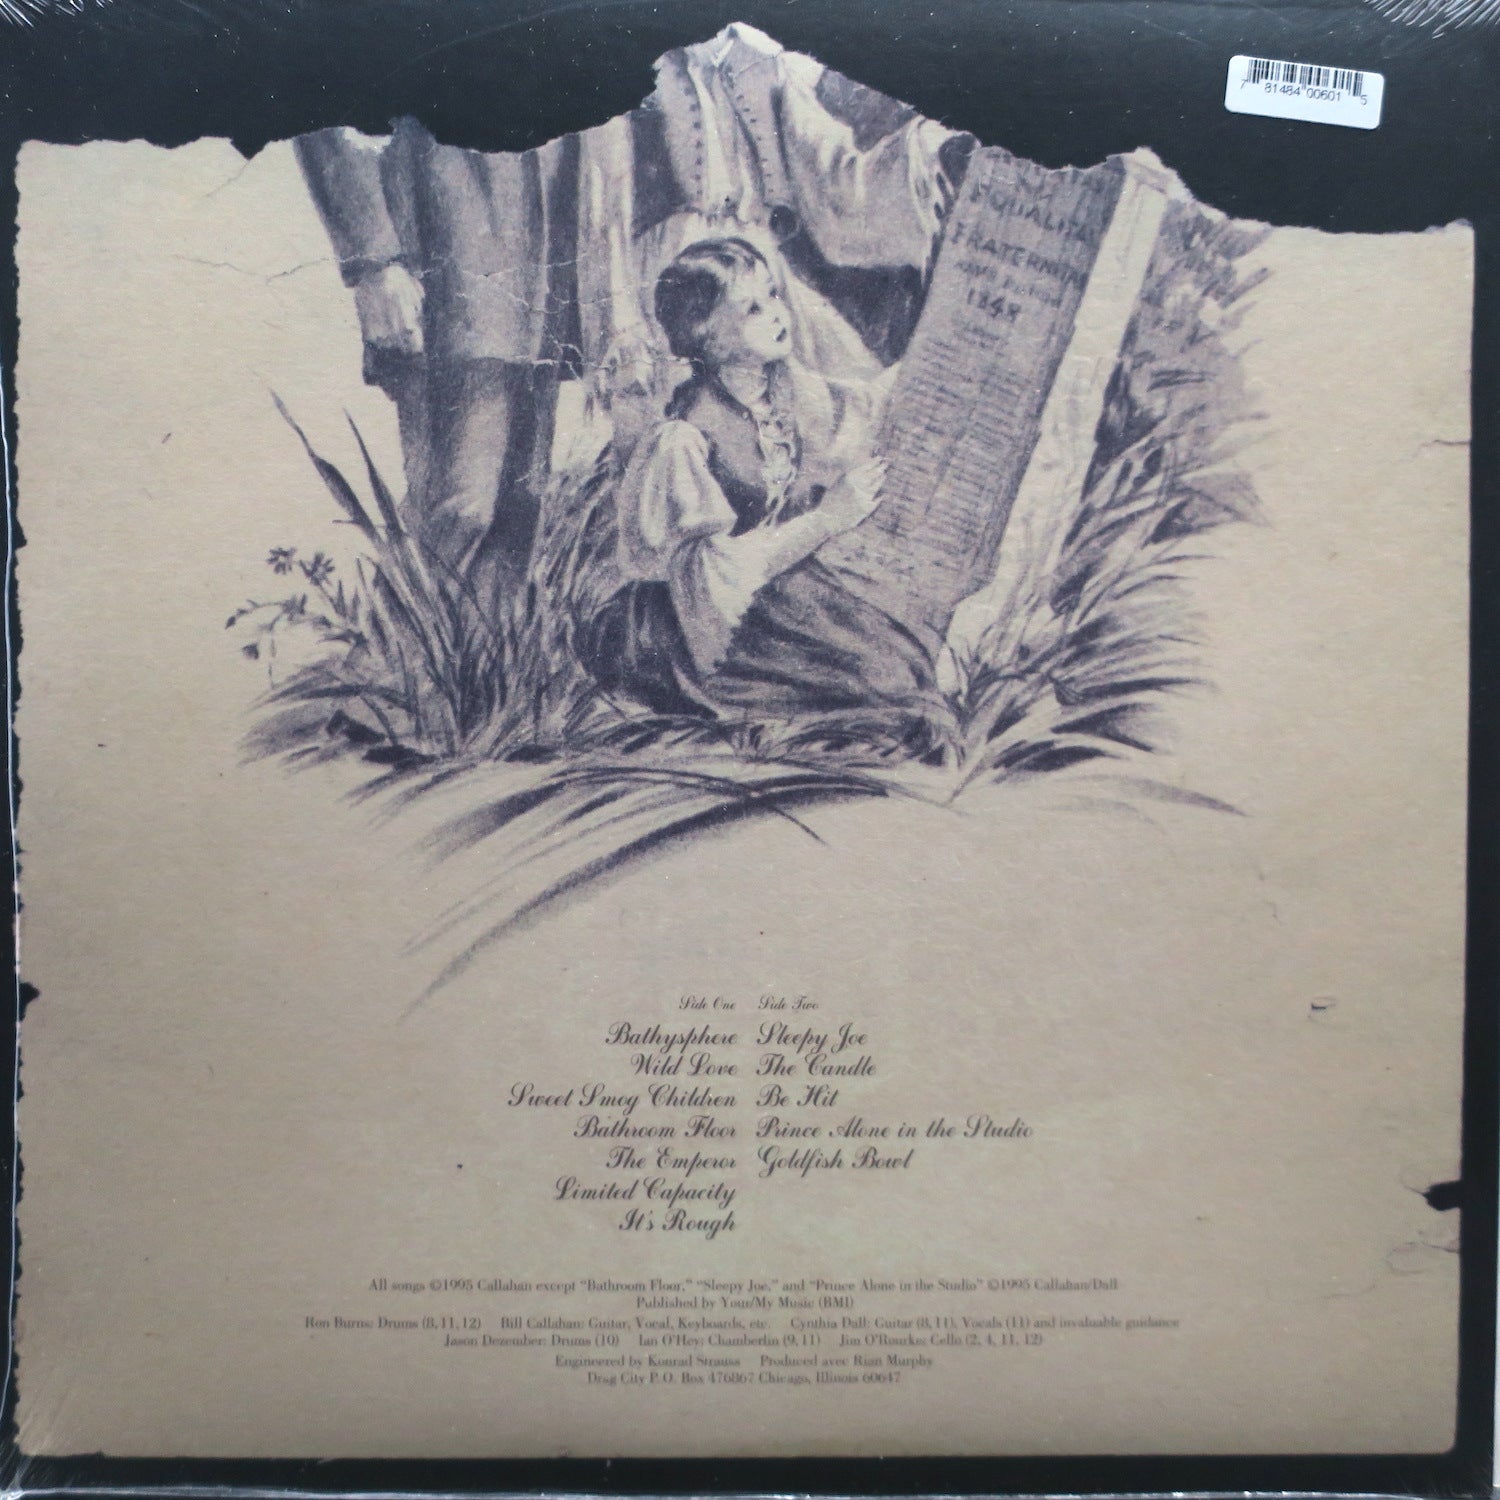 7 81484 00601 5
EQUALITY
FRATERNITY
1848
Side One Side Two
Bathysphere Sleepy Joe
Wild Love The Candle
Sweet Smog Children Be Hit
Bathroom Floor Prince Alone in the Studio
The Emperor Goldfish Bowl
Limited Capacity
It's Rough
All songs ©1995 Callahan except "Bathroom Floor," "Sleepy Joe," and "Prince Alone in the Studio" ©1995 Callahan/Dall
Published by Your/My Music (BMI)
Ron Burns: Drums (8, 11, 12) Bill Callahan: Guitar, Vocal, Keyboards, etc. Cynthia Dall: Guitar (8, 11), Vocals (11) and invaluable guidance
Jason Dezember: Drums (10) Ian O'Hey: Chamberlin (9, 11) Jim O'Rourke: Cello (2, 4, 11, 12)
Engineered by Konrad Strauss Produced avec Rian Murphy
Drag City P.O. Box 476867 Chicago, Illinois 60647